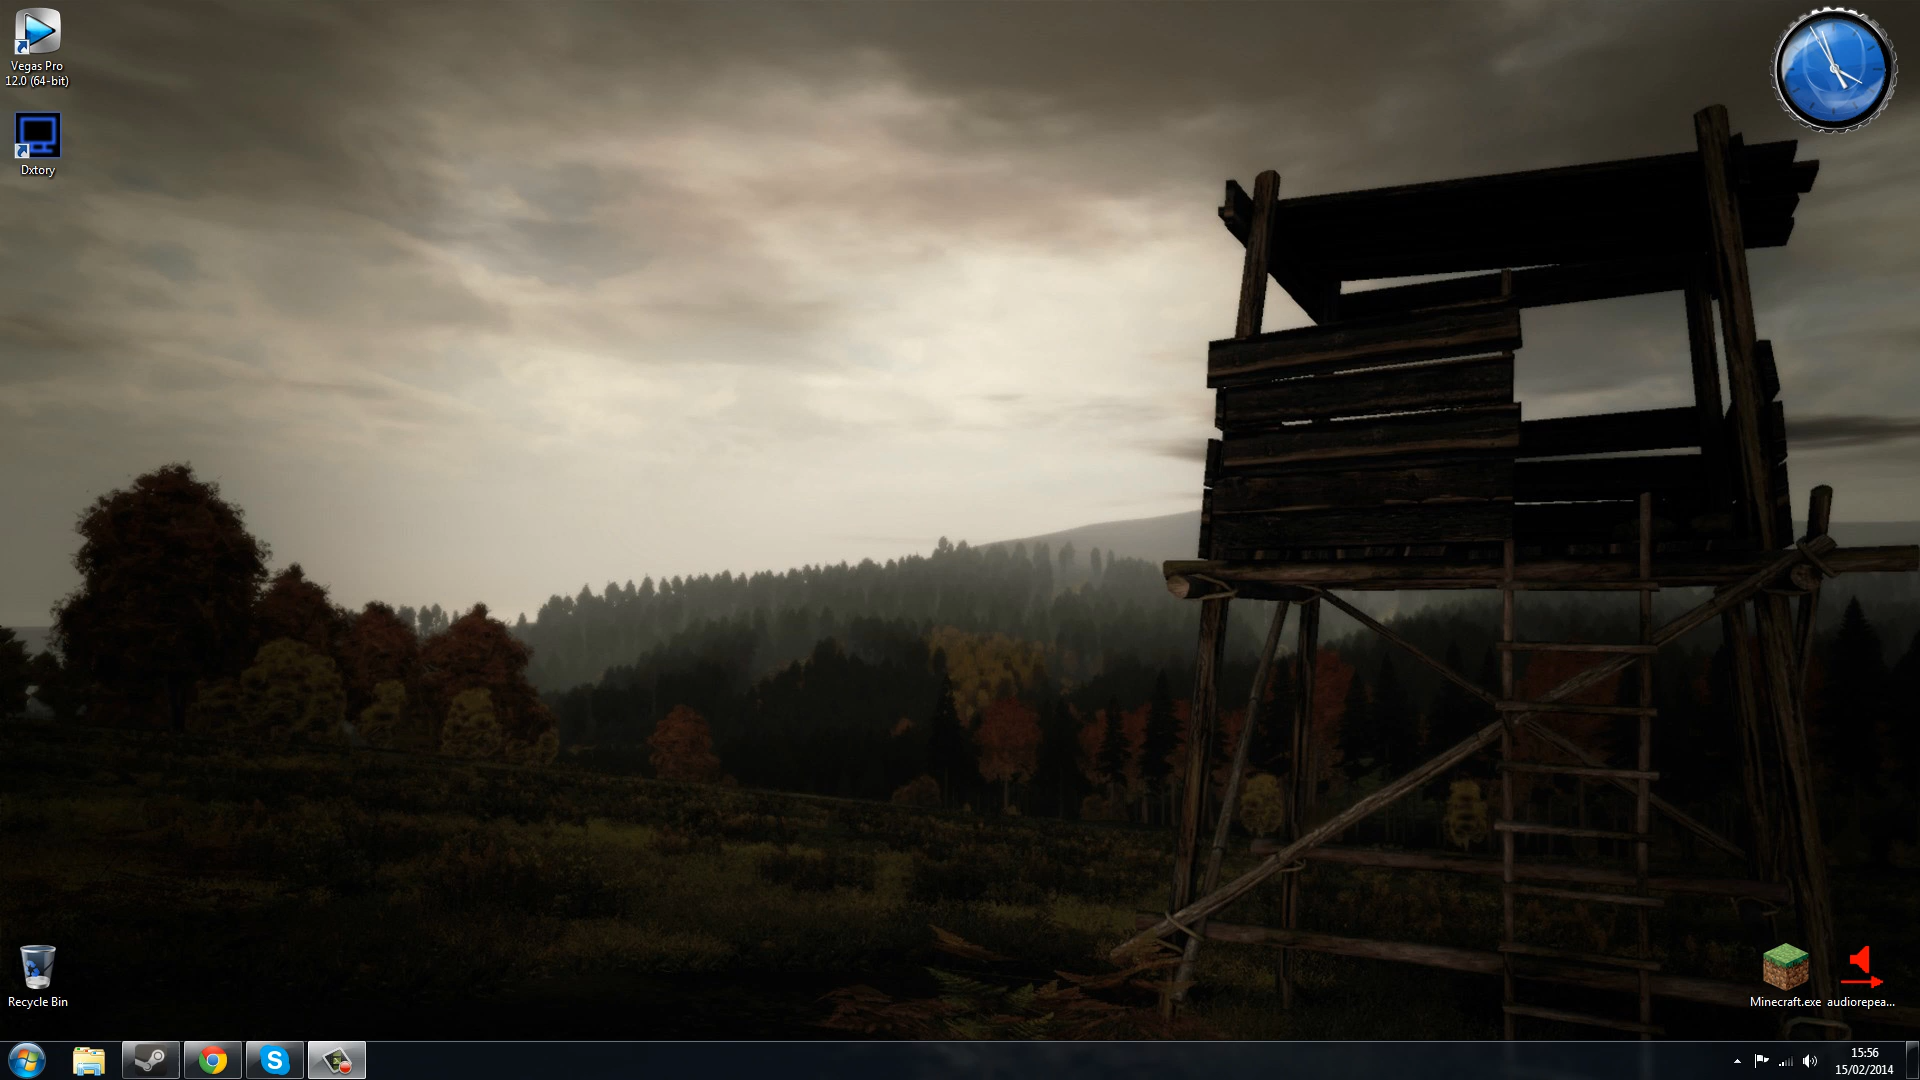 Vegas Pro
12.0 (64-bit)
Dxtory
Recycle Bin
Minecraft.exe
audiorepea...
15:56
15/02/2014